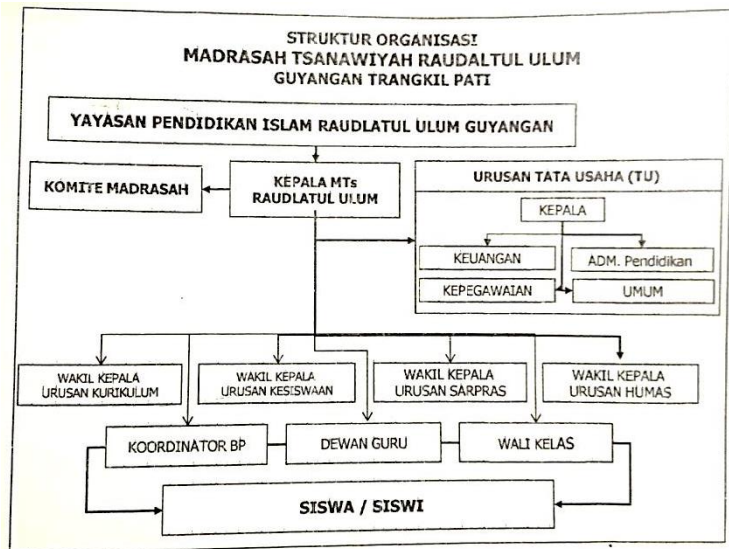 STRUKTUR ORGANISASI
MADRASAH TSANAWIYAH RAUDALTUL ULUM
GUYANGAN TRANGKIL PATI
YAYASAN PENDIDIKAN ISLAM RAUDLATUL ULUM GUYANGAN
KOMITE MADRASAH
KEPALA MTs
RAUDLATUL ULUM
URUSAN TATA USAHA (TU)
KEPALA
KEUANGAN
ADM. Pendidikan
KEPEGAWAIAN
UMUM
WAKIL KEPALA
URUSAN KURIKULUM
WAKIL KEPALA
URUSAN KESISWAAN
WAKIL KEPALA
URUSAN SARPRAS
WAKIL KEPALA
URUSAN HUMAS
KOORDINATOR BP
DEWAN GURU
WALI KELAS
SISWA / SISWI